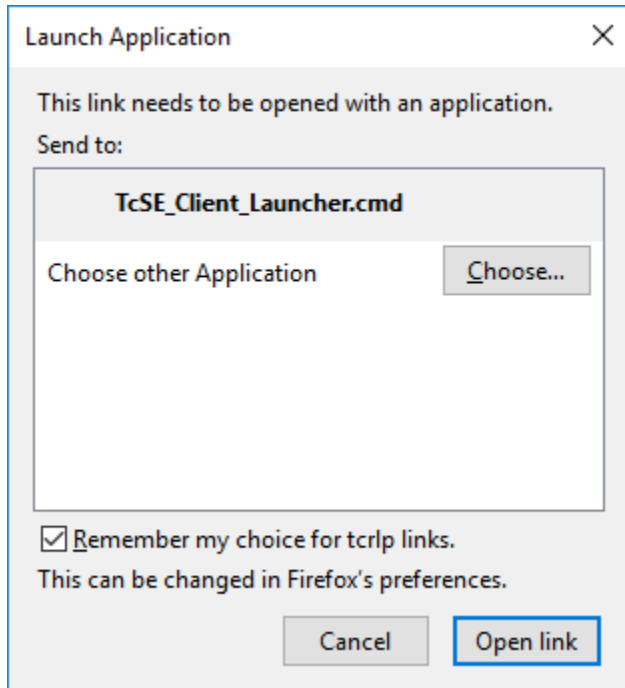 Launch Application
This link needs to be opened with an application.
Send to:
TcSE_Client_Launcher.cmd
Choose other Application
Choose...
Remember my choice for tcrlp links.
This can be changed in Firefox's preferences.
Cancel
Open link